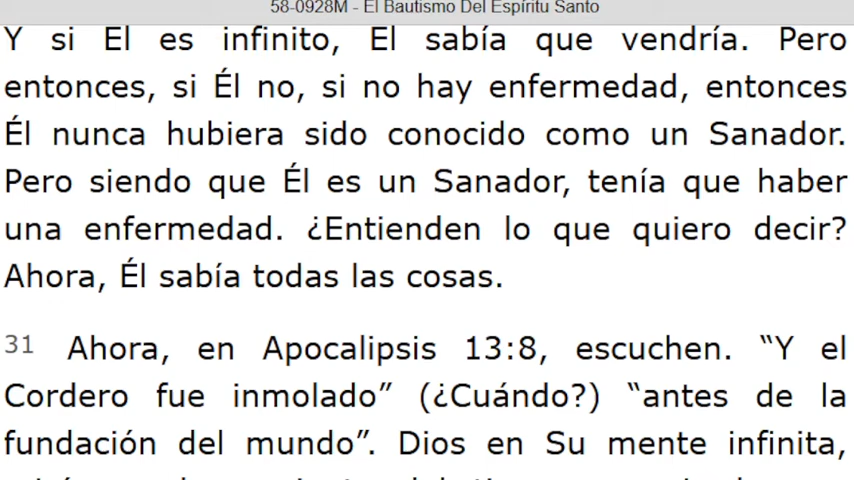 58-0928M - El Bautismo Del Espíritu Santo
Y si Él es infinito, Él sabía que vendría. Pero
entonces, si Él no, si no hay enfermedad, entonces
Él nunca hubiera sido conocido como un Sanador.
Pero siendo que Él es un Sanador, tenía que haber
una enfermedad. ¿Entienden lo que quiero decir?
Ahora, Él sabía todas las cosas.
31 Ahora, en Apocalipsis 13:8, escuchen. “Y el
Cordero fue inmolado” (¿Cuándo?) “antes de la
fundación del mundo”. Dios en Su mente infinita,